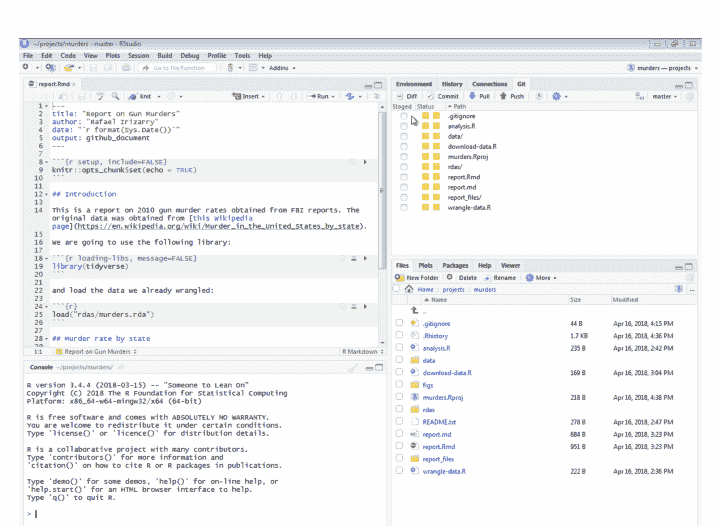 ~/projects/murders - master - RStudio
File Edit Code View Plots Session Build Debug Profile Tools Help
Go to file/function Addins murders — projects
report.Rmd
Knit Insert Run
1 ---
2 title: "Report on Gun Murders"
3 author: "Rafael Irizarry"
4 date: "`r format(Sys.Date())`"
5 output: github_document
6 ---
7
8 ```{r setup, include=FALSE}
9 knitr::opts_chunk$set(echo = TRUE)
10 ```
11
12 ## Introduction
13
14 This is a report on 2010 gun murder rates obtained from FBI reports. The
original data was obtained from [this Wikipedia
page](https://en.wikipedia.org/wiki/Murder_in_the_United_States_by_state).
15
16 We are going to use the following library:
17
18 ```{r loading-libs, message=FALSE}
19 library(tidyverse)
20 ```
21
22 and load the data we already wrangled:
23
24 ```{r}
25 load("rdas/murders.rda")
26 ```
27
28 ## Murder rate by state
1:1 Report on Gun Murders R Markdown
Console ~/projects/murders/
R version 3.4.4 (2018-03-15) -- "Someone to Lean On"
Copyright (C) 2018 The R Foundation for Statistical Computing
Platform: x86_64-w64-mingw32/x64 (64-bit)
R is free software and comes with ABSOLUTELY NO WARRANTY.
You are welcome to redistribute it under certain conditions.
Type 'license()' or 'licence()' for distribution details.
R is a collaborative project with many contributors.
Type 'contributors()' for more information and
'citation()' on how to cite R or R packages in publications.
Type 'demo()' for some demos, 'help()' for on-line help, or
'help.start()' for an HTML browser interface to help.
Type 'q()' to quit R.
>
Environment History Connections Git
Diff Commit Pull Push master
Staged Status Path
.gitignore
analysis.R
data/
download-data.R
murders.Rproj
rdas/
report.Rmd
report.md
report_files/
wrangle-data.R
Files Plots Packages Help Viewer
New Folder Delete Rename More
Home projects murders
Name Size Modified
..
.gitignore 44 B Apr 16, 2018, 4:15 PM
.Rhistory 1.7 KB Apr 16, 2018, 4:36 PM
analysis.R 235 B Apr 16, 2018, 2:42 PM
data
download-data.R 169 B Apr 16, 2018, 3:04 PM
figs
murders.Rproj 218 B Apr 16, 2018, 4:38 PM
rdas
README.txt 278 B Apr 16, 2018, 2:47 PM
report.md 684 B Apr 16, 2018, 3:23 PM
report.Rmd 951 B Apr 16, 2018, 3:23 PM
report_files
wrangle-data.R 222 B Apr 16, 2018, 2:36 PM